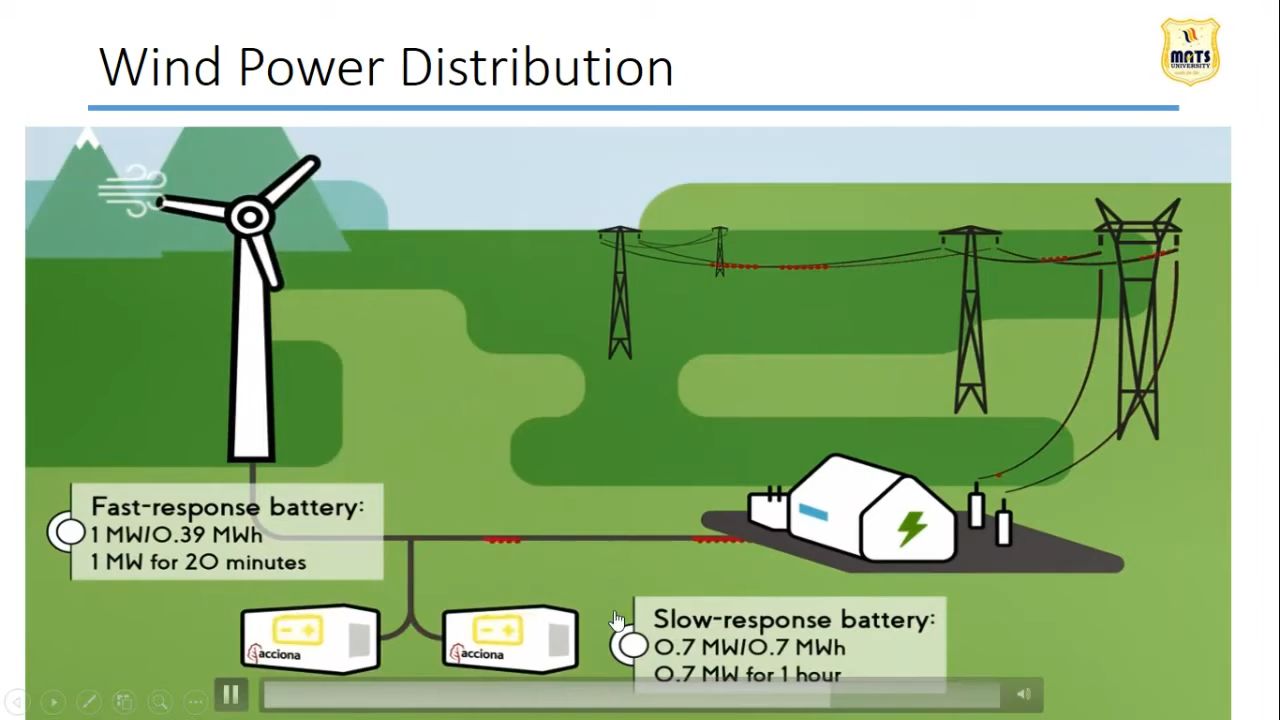 Wind Power Distribution
MATS
UNIVERSITY
Fast-response battery:
1 MW/0.39 MWh
1 MW for 20 minutes
acciona
acciona
Slow-response battery:
0.7 MW/0.7 MWh
0.7 MW for 1 hour